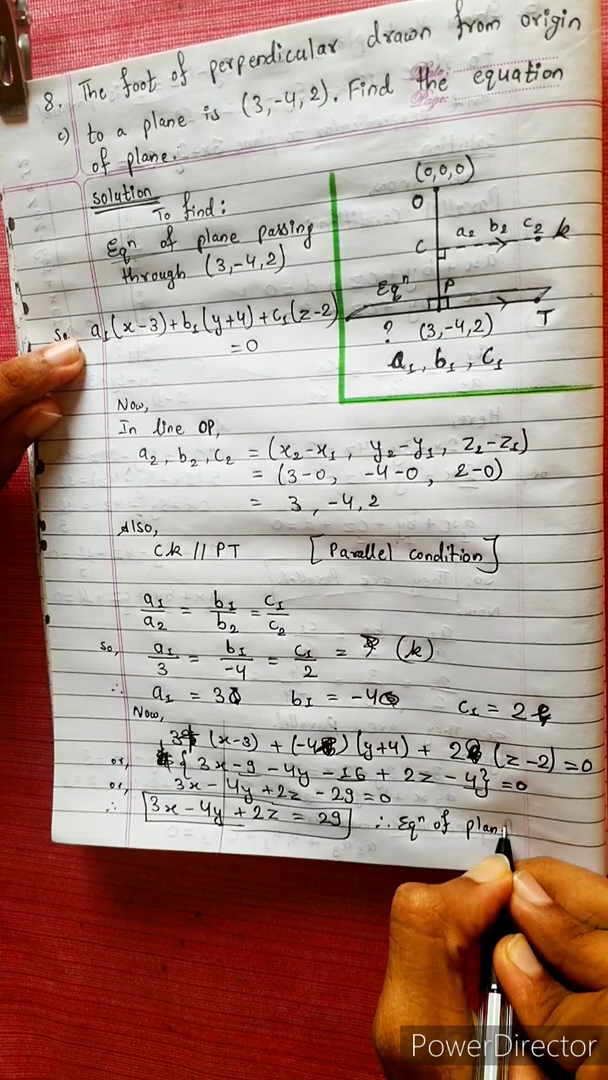 8. The foot of perpendicular drawn from origin
c) to a plane is (3,-4,2). Find the equation
of plane.
Date:
Page:
Solution
To find:
Eqⁿ of plane passing
through (3,-4,2)
So, a₁(x-3)+b₁(y+4)+c₁(z-2)
=0
(0,0,0)
O
C a₂ b₂ c₂ k
Eqⁿ P
? (3,-4,2) T
a₁, b₁, c₁
Now,
In line OP,
a₂, b₂, c₂ = (x₂-x₁, y₂-y₁, z₂-z₁)
= (3-0, -4-0, 2-0)
= 3, -4, 2
Also,
Ck // PT [Parallel condition]
a₁/a₂ = b₁/b₂ = c₁/c₂
so, a₁/3 = b₁/-4 = c₁/2 = (k)
∴ a₁ = 3 b₁ = -4 c₁ = 2
Now,
3 (x-3) + (-4) (y+4) + 2 (z-2) = 0
or, {3x-9-4y-16+2z-4} = 0
or, 3x-4y+2z-29=0
∴ 3x-4y+2z=29 ∴ Eqⁿ of plan
PowerDirector